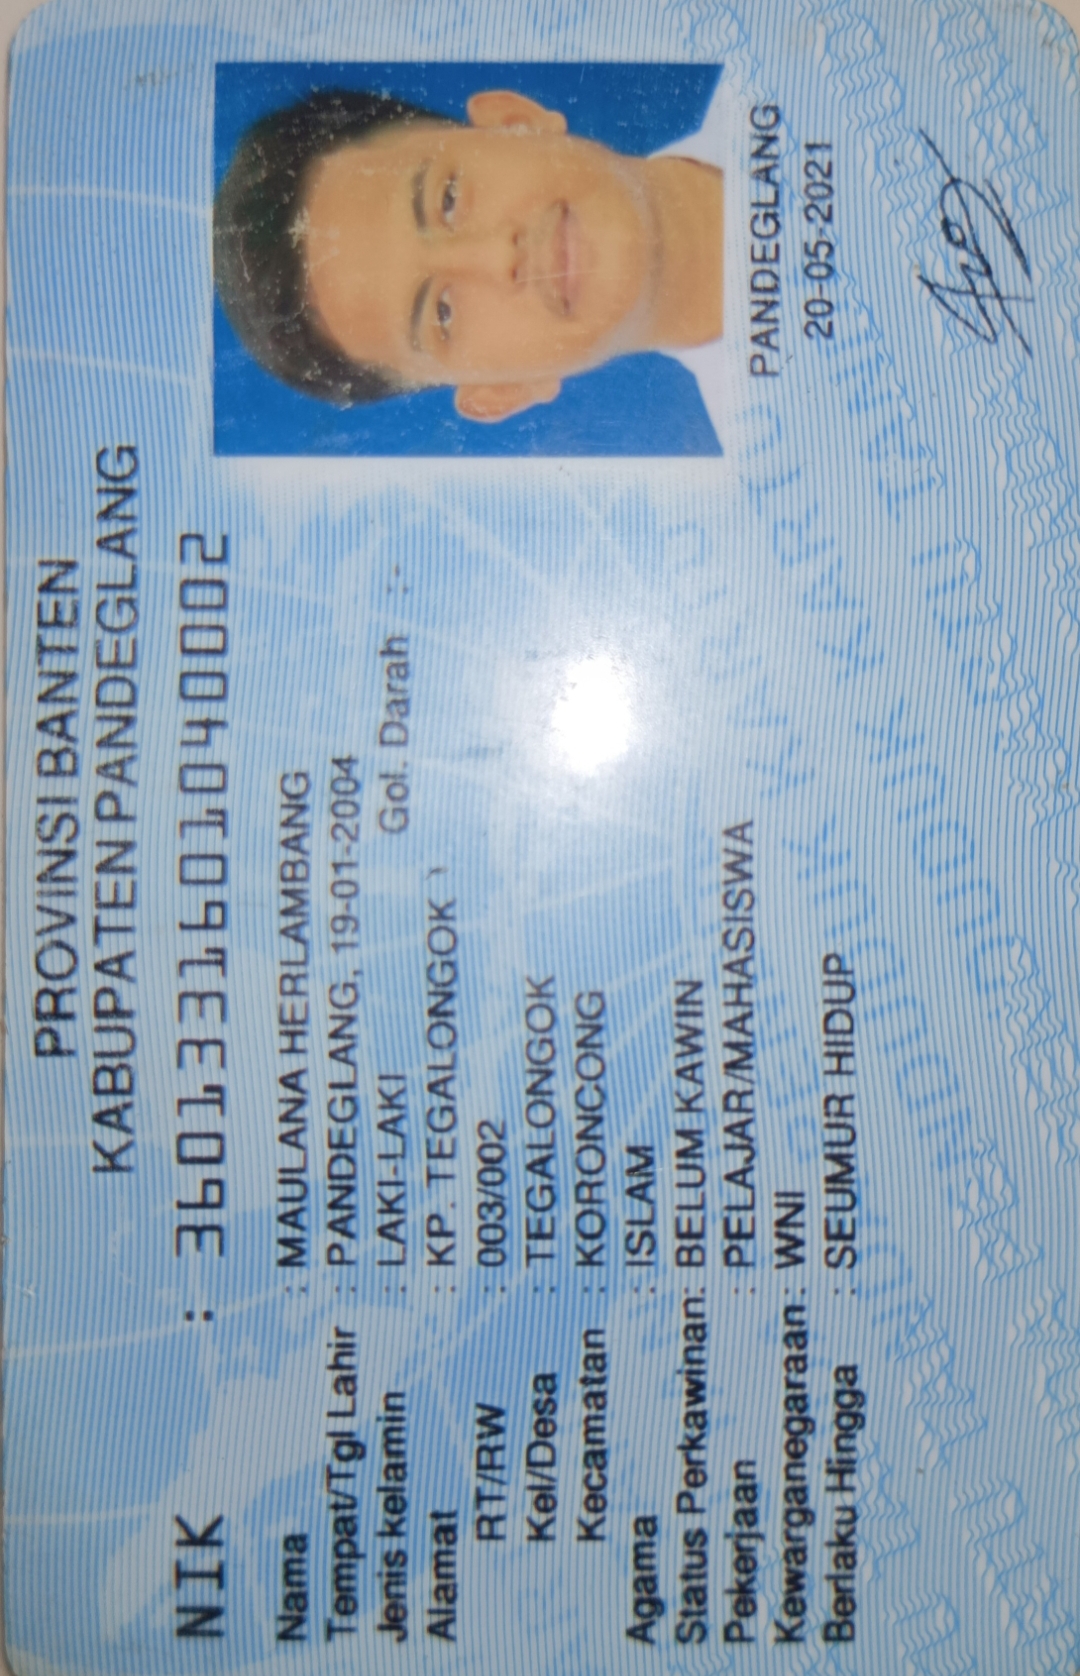 PROVINSI BANTEN
KABUPATEN PANDEGLANG
NIK : 3601331601040002
Nama : MAULANA HERLAMBANG
Tempat/Tgl Lahir : PANDEGLANG, 19-01-2004
Jenis kelamin : LAKI-LAKI Gol. Darah :-
Alamat : KP. TEGALONGOK
RT/RW : 003/002
Kel/Desa : TEGALONGOK
Kecamatan : KORONCONG
Agama : ISLAM
Status Perkawinan: BELUM KAWIN
Pekerjaan : PELAJAR/MAHASISWA
Kewarganegaraan: WNI
Berlaku Hingga : SEUMUR HIDUP
PANDEGLANG
20-05-2021